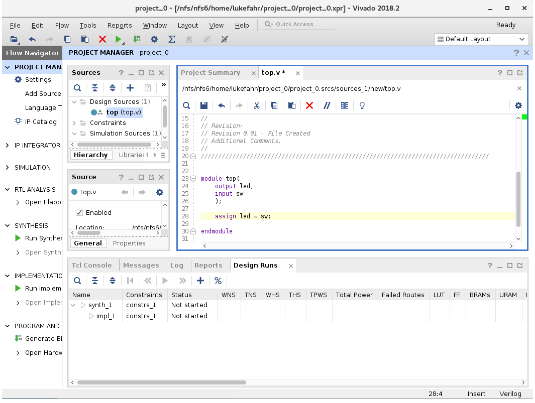 project_0 - [/nfs/nfs6/home/lukefahr/project_0/project_0.xpr] - Vivado 2018.2
File Edit Flow Tools Reports Window Layout View Help Quick Access Ready
Default Layout
Flow Navigator
PROJECT MANAGER - project_0
PROJECT MAN
Settings
Add Source
Language T
IP Catalog
IP INTEGRATOR
SIMULATION
RTL ANALYSIS
Open Elabo
SYNTHESIS
Run Synthe
Open Synth
IMPLEMENTATIO
Run Implem
Open Imple
PROGRAM AND
Generate Bi
Open Hardw
Sources
Design Sources (1)
top (top.v)
Constraints
Simulation Sources (1)
Hierarchy Libraries
Source
top.v
Enabled
Location: /nfs/nfs6
General Properties
Project Summary top.v *
/nfs/nfs6/home/lukefahr/project_0/project_0.srcs/sources_1/new/top.v
15 //
16 // Revision:
17 // Revision 0.01 - File Created
18 // Additional Comments:
19 //
20 //////////////////////////////////////////////////////////////////////////////////
21
22
23 module top(
24 output led,
25 input sw
26 );
27
28 assign led = sw;
29
30 endmodule
31
Tcl Console Messages Log Reports Design Runs
Name Constraints Status WNS TNS WHS THS TPWS Total Power Failed Routes LUT FF BRAMs URAM
synth_1 constrs_1 Not started
impl_1 constrs_1 Not started
28:4 Insert Verilog